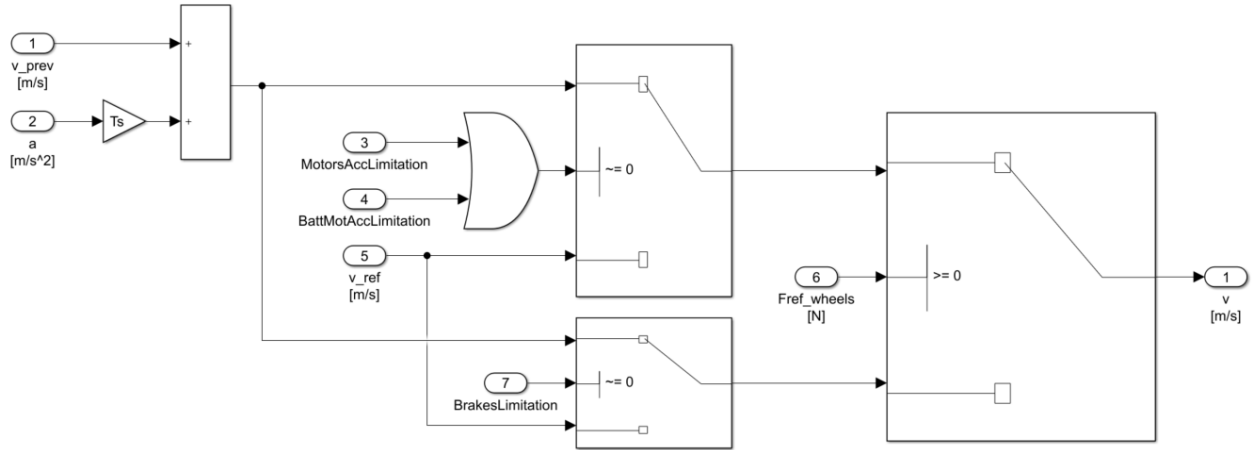 1
v_prev
[m/s]
+
2
a
[m/s^2]
Ts
+
3
MotorsAccLimitation
4
BattMotAccLimitation
~= 0
5
v_ref
[m/s]
6
Fref_wheels
[N]
>= 0
1
v
[m/s]
7
BrakesLimitation
~= 0